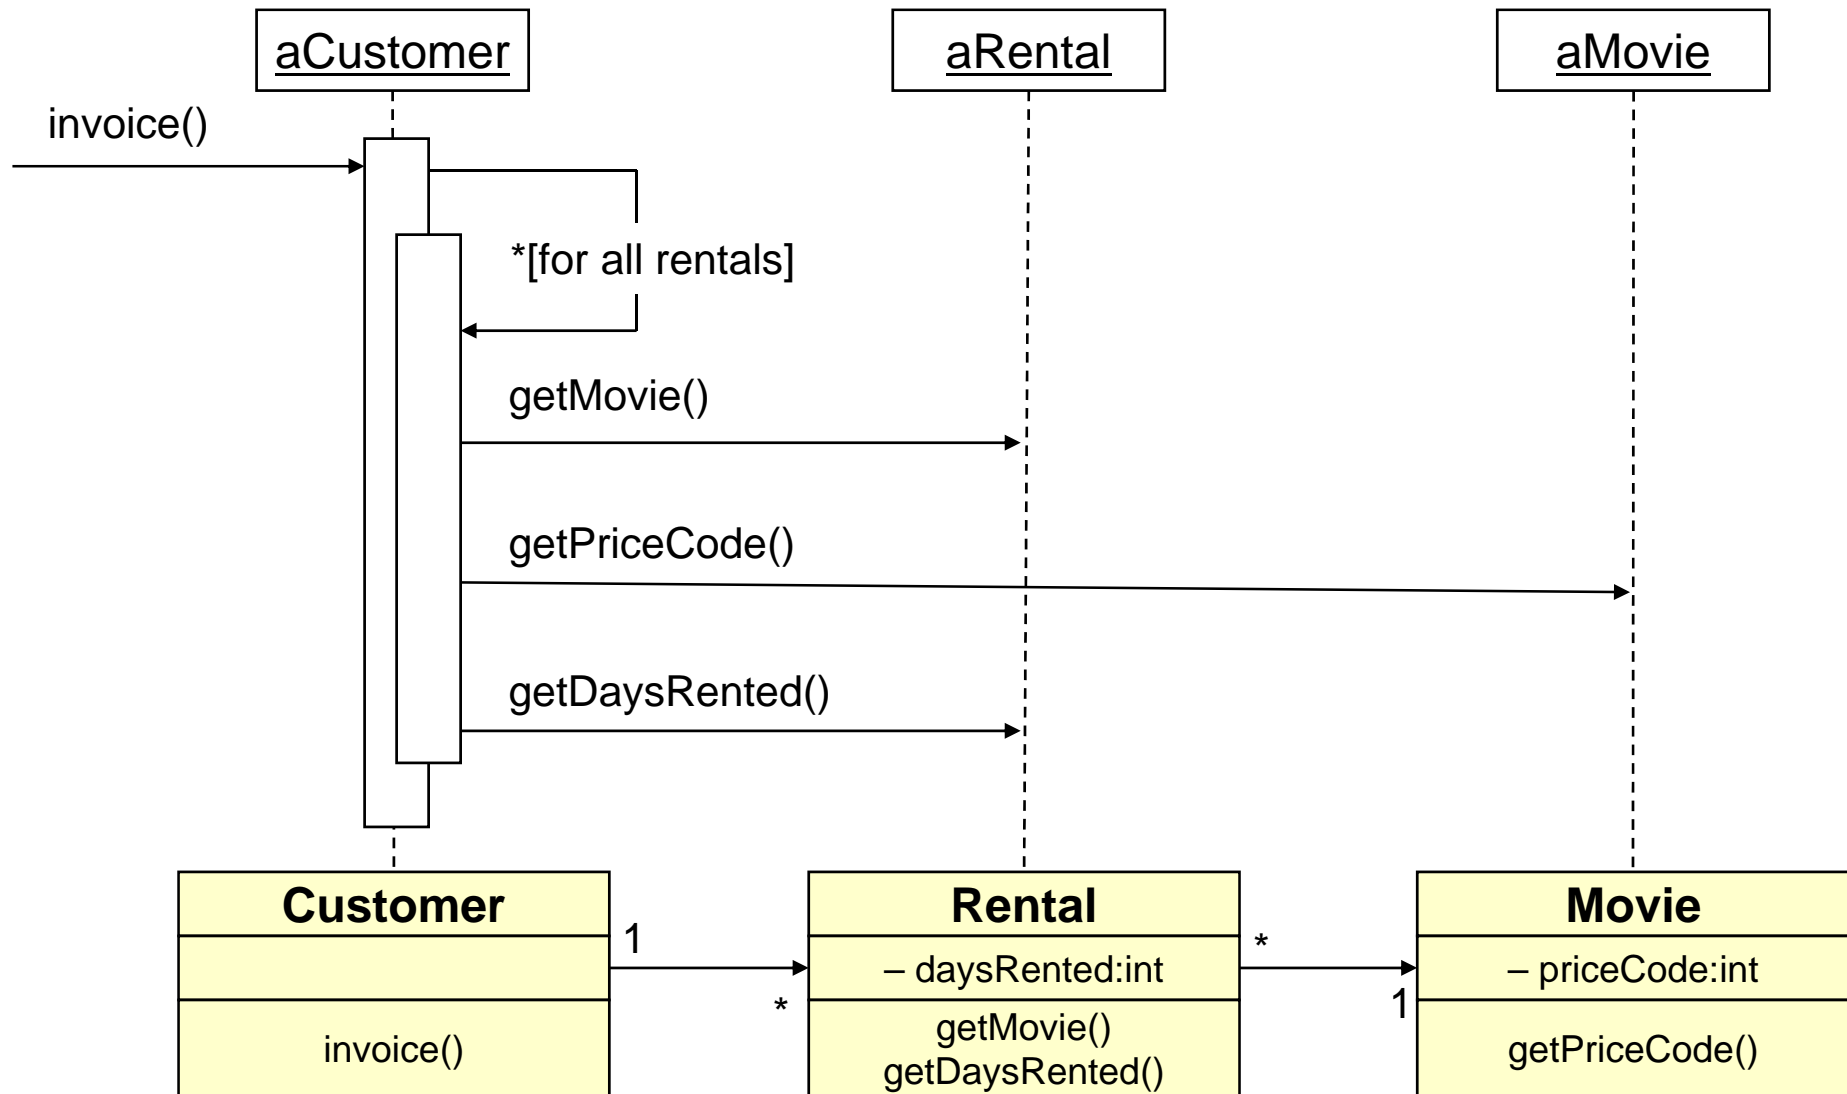 aCustomer
aRental
aMovie
invoice()
*[for all rentals]
getMovie()
getPriceCode()
getDaysRented()
Customer
1
*
invoice()
Rental
– daysRented:int
getMovie()
getDaysRented()
*
1
Movie
– priceCode:int
getPriceCode()